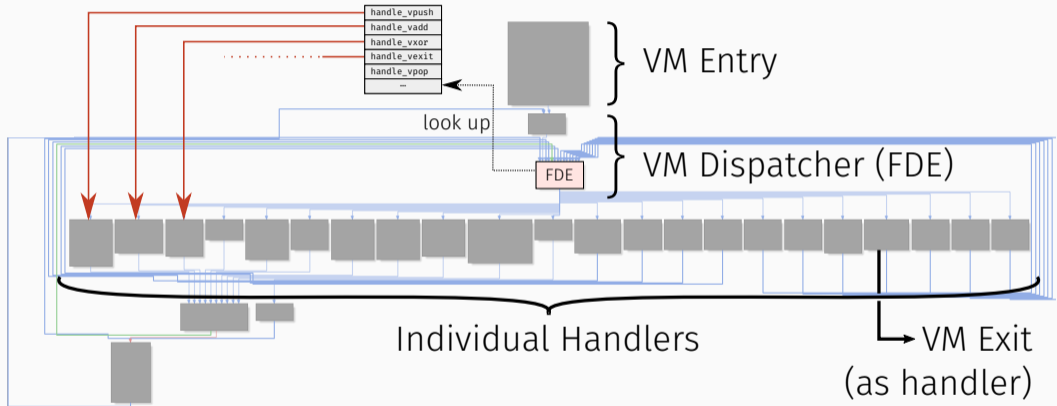 handle_vpush
handle_vadd
handle_vxor
handle_vexit
handle_vpop
…
VM Entry
look up
FDE
VM Dispatcher (FDE)
Individual Handlers
VM Exit
(as handler)